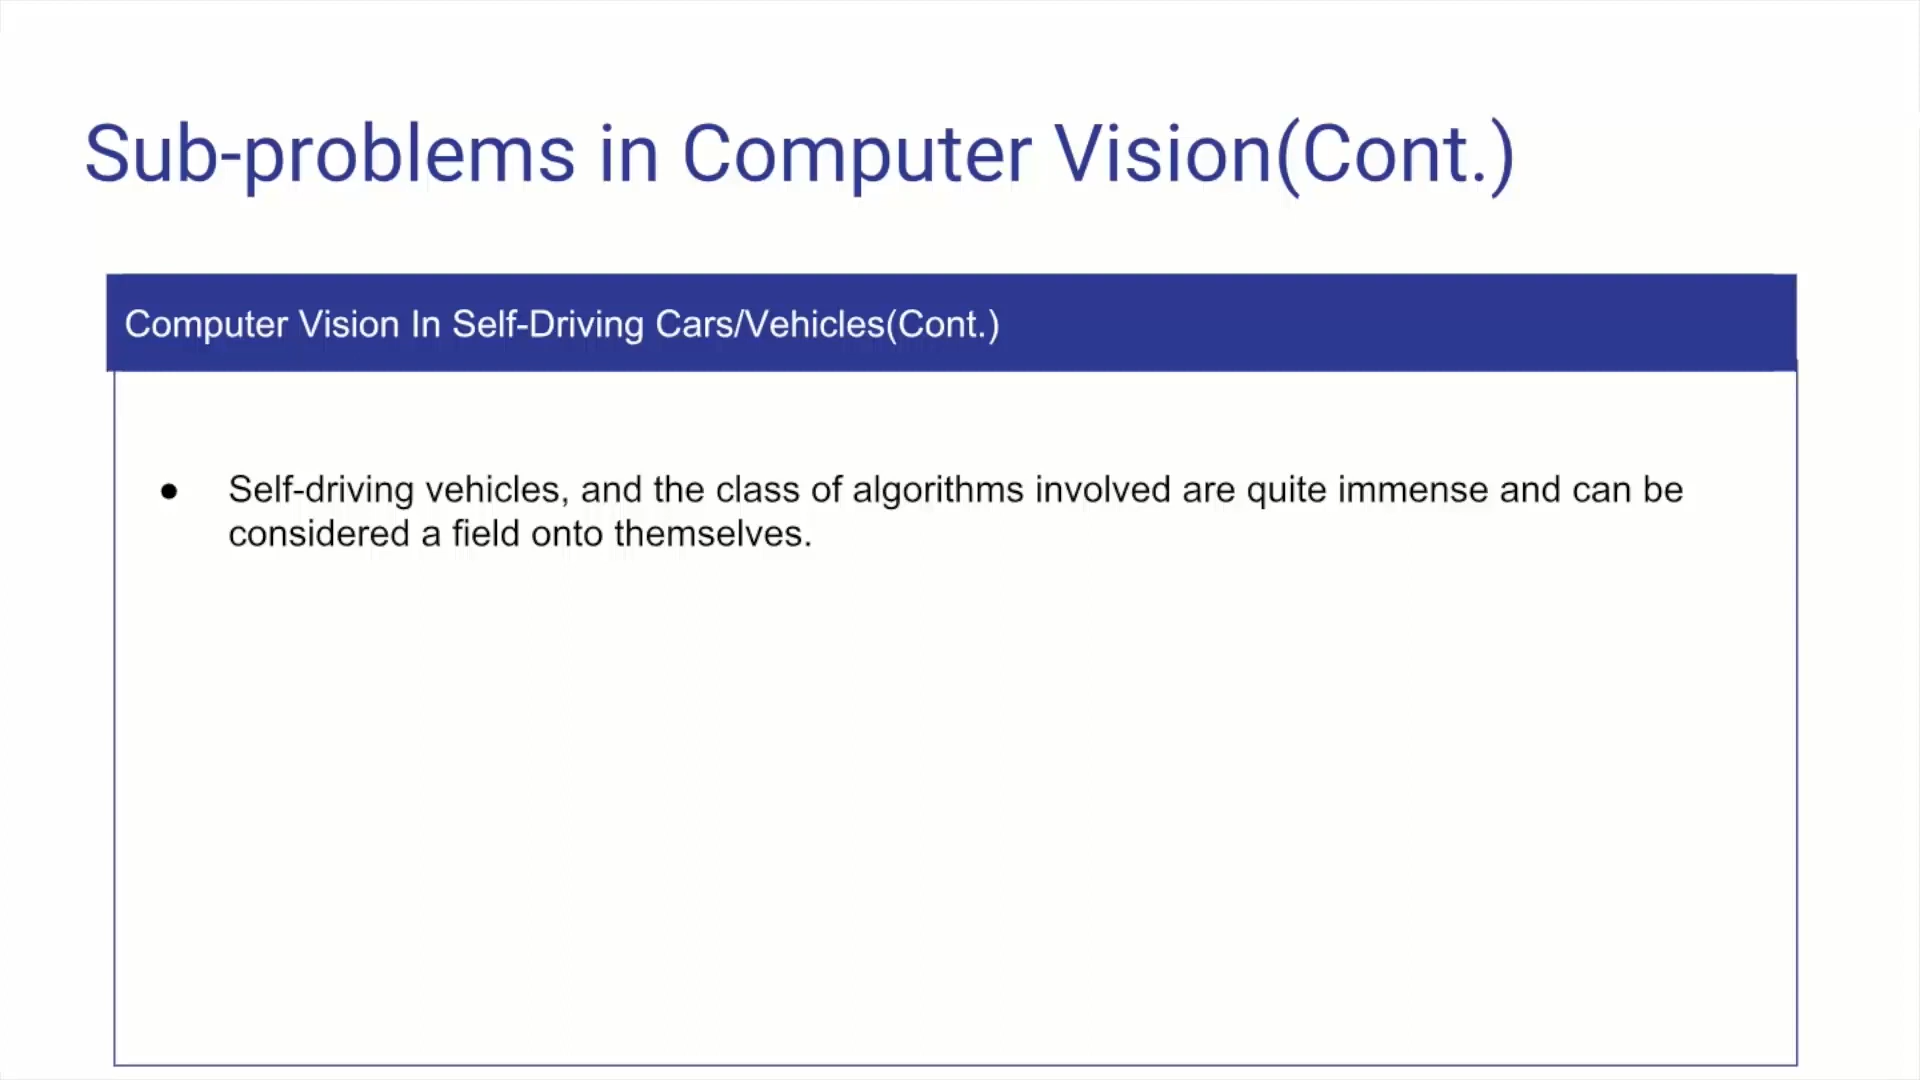 Sub-problems in Computer Vision(Cont.)
Computer Vision In Self-Driving Cars/Vehicles(Cont.)
● Self-driving vehicles, and the class of algorithms involved are quite immense and can be
considered a field onto themselves.